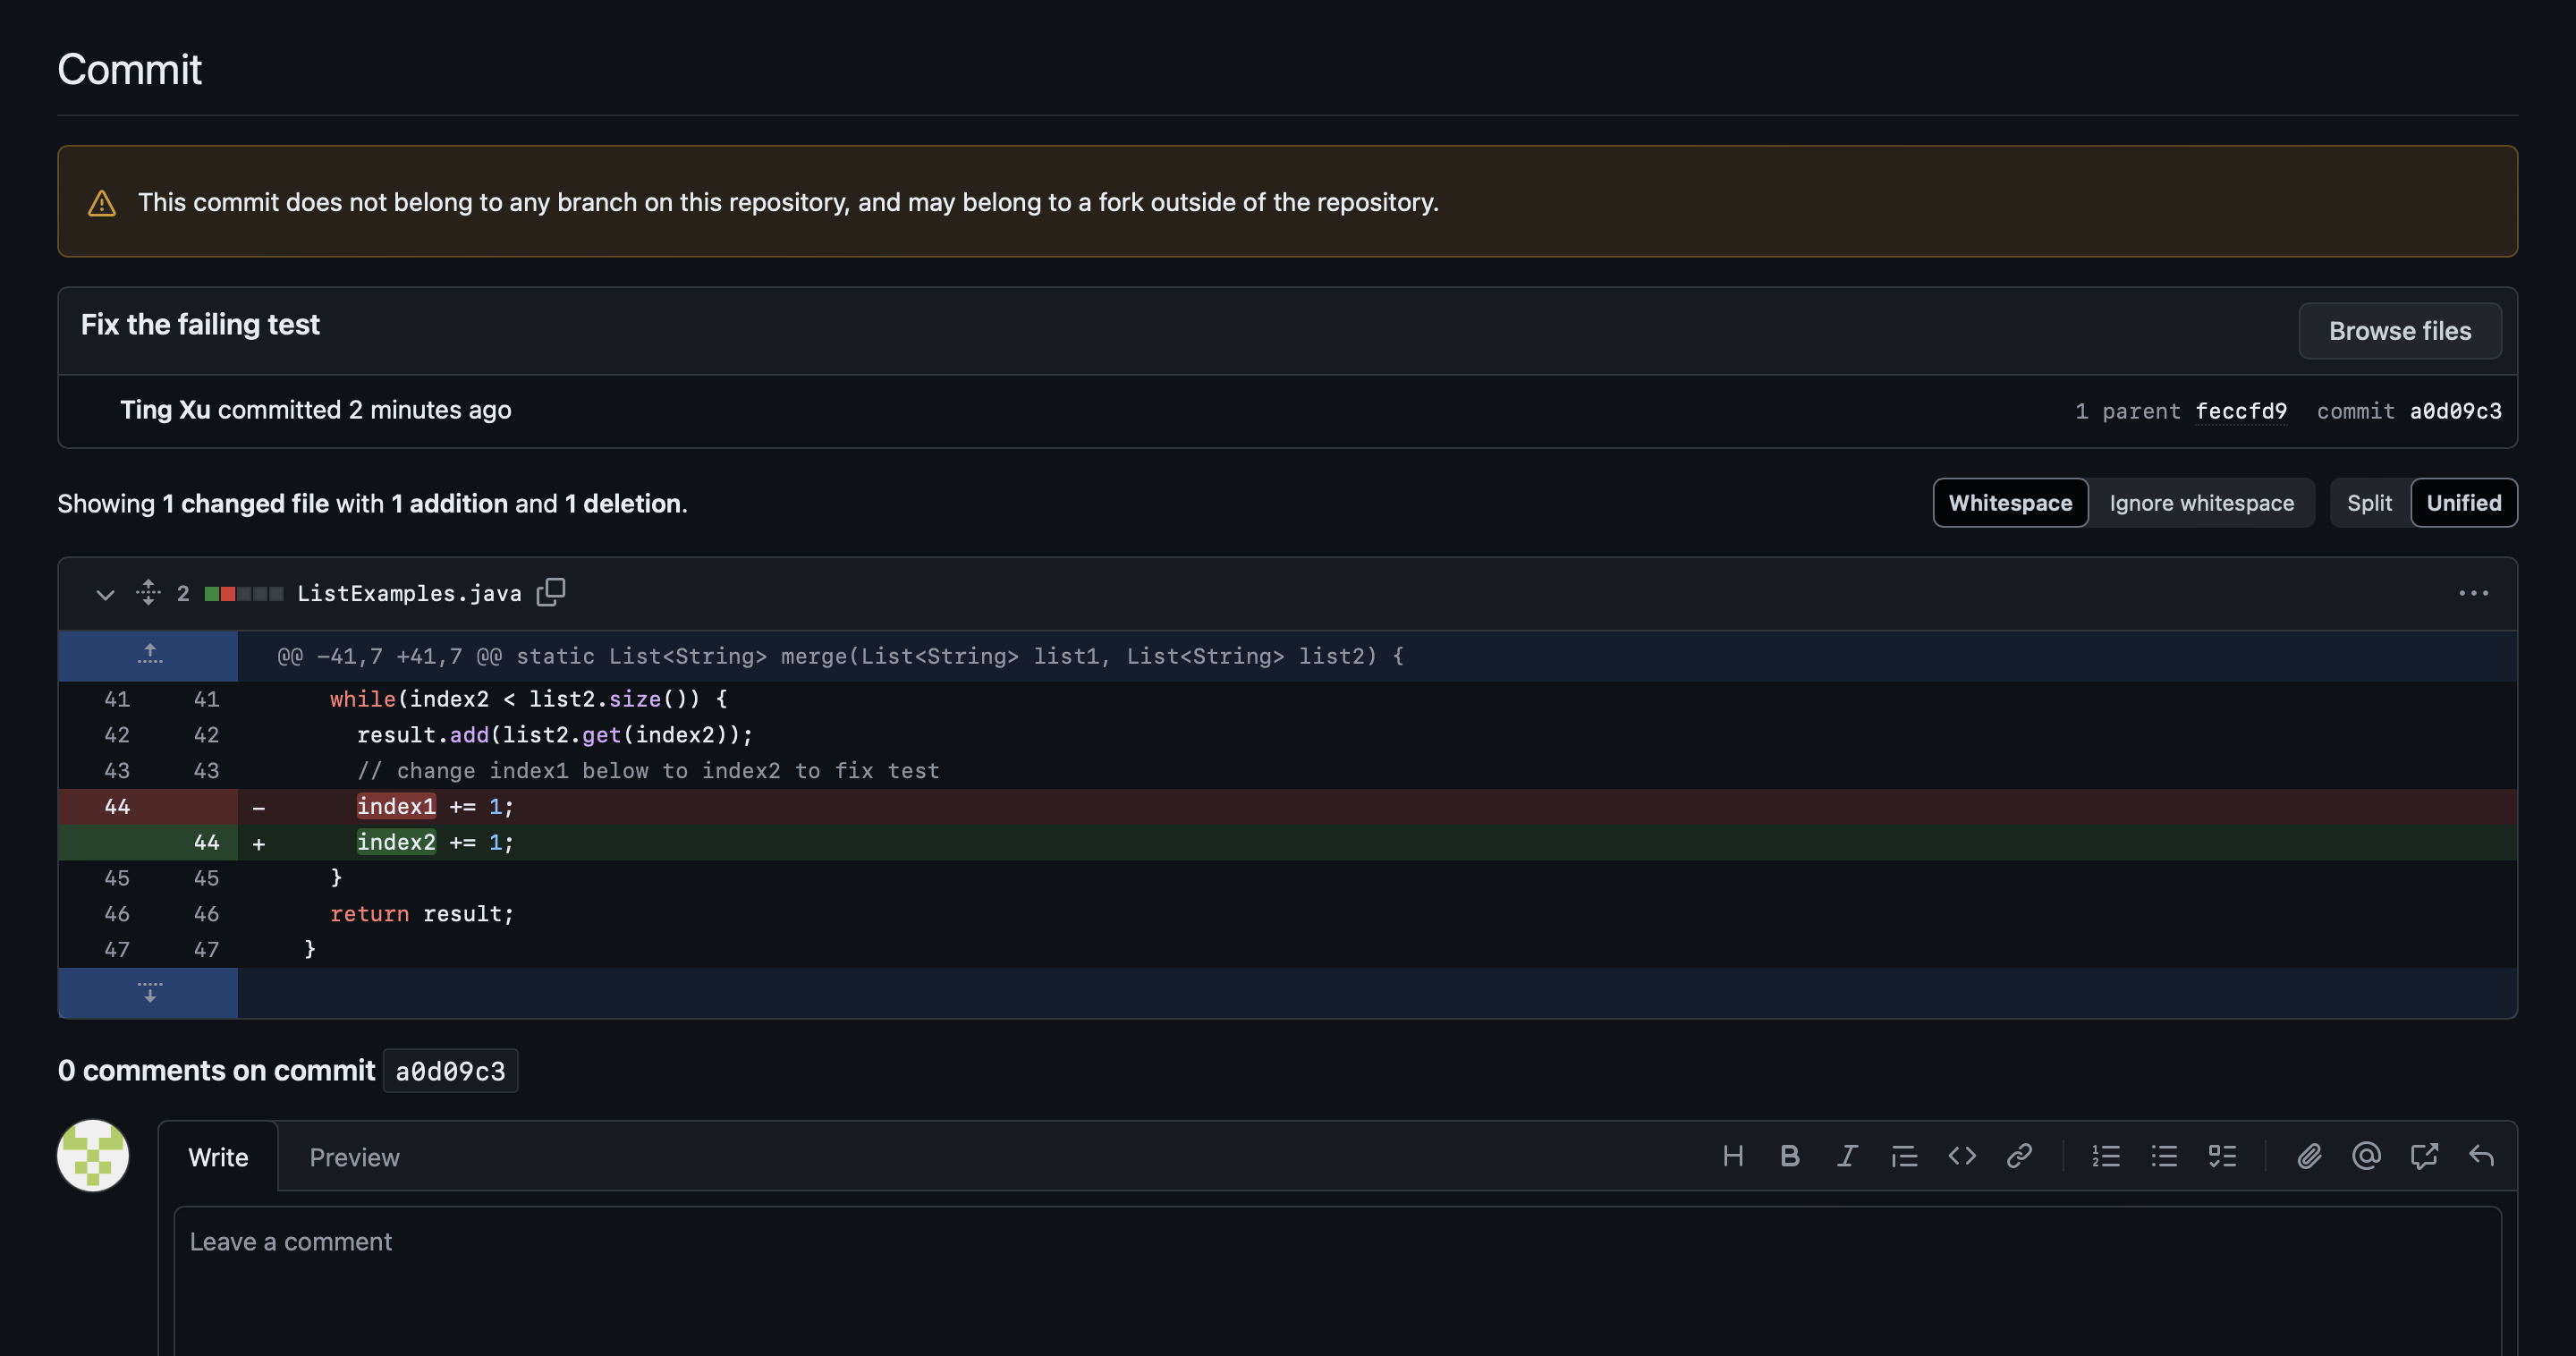 Commit
This commit does not belong to any branch on this repository, and may belong to a fork outside of the repository.
Fix the failing test
Browse files
Ting Xu committed 2 minutes ago
1 parent feccfd9 commit a0d09c3
Showing 1 changed file with 1 addition and 1 deletion.
Whitespace Ignore whitespace Split Unified
2 ListExamples.java
@@ -41,7 +41,7 @@ static List<String> merge(List<String> list1, List<String> list2) {
41 41 while(index2 < list2.size()) {
42 42 result.add(list2.get(index2));
43 43 // change index1 below to index2 to fix test
44 - index1 += 1;
44 + index2 += 1;
45 45 }
46 46 return result;
47 47 }
0 comments on commit a0d09c3
Write Preview
Leave a comment